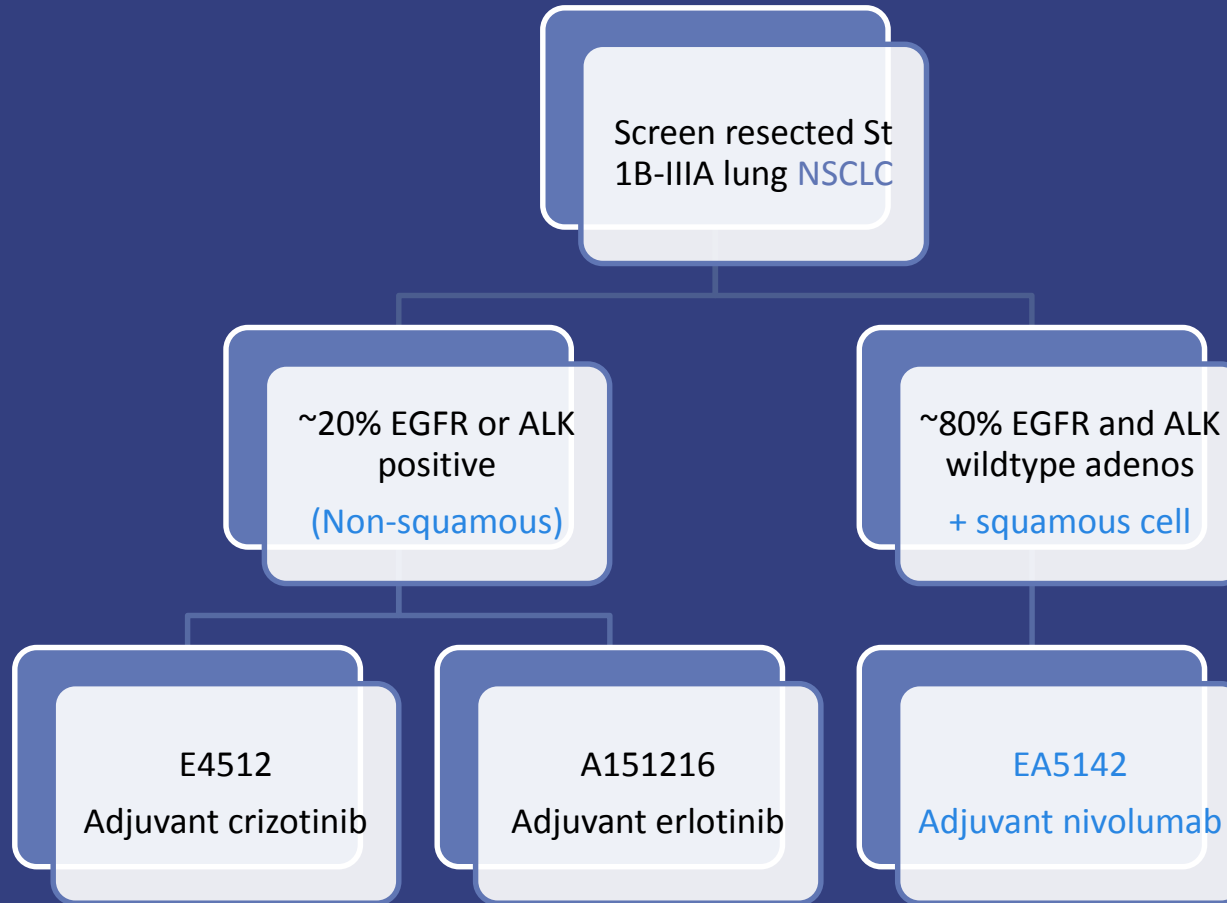 Screen resected St
1B-IIIA lung NSCLC
~20% EGFR or ALK
positive
(Non-squamous)
~80% EGFR and ALK
wildtype adenos
+ squamous cell
E4512
Adjuvant crizotinib
A151216
Adjuvant erlotinib
EA5142
Adjuvant nivolumab